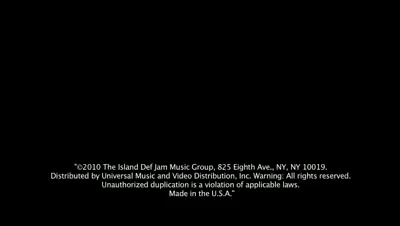 "©2010 The Island Def Jam Music Group, 825 Eighth Ave., NY, NY 10019.
Distributed by Universal Music and Video Distribution, Inc. Warning: All rights reserved.
Unauthorized duplication is a violation of applicable laws.
Made in the U.S.A."